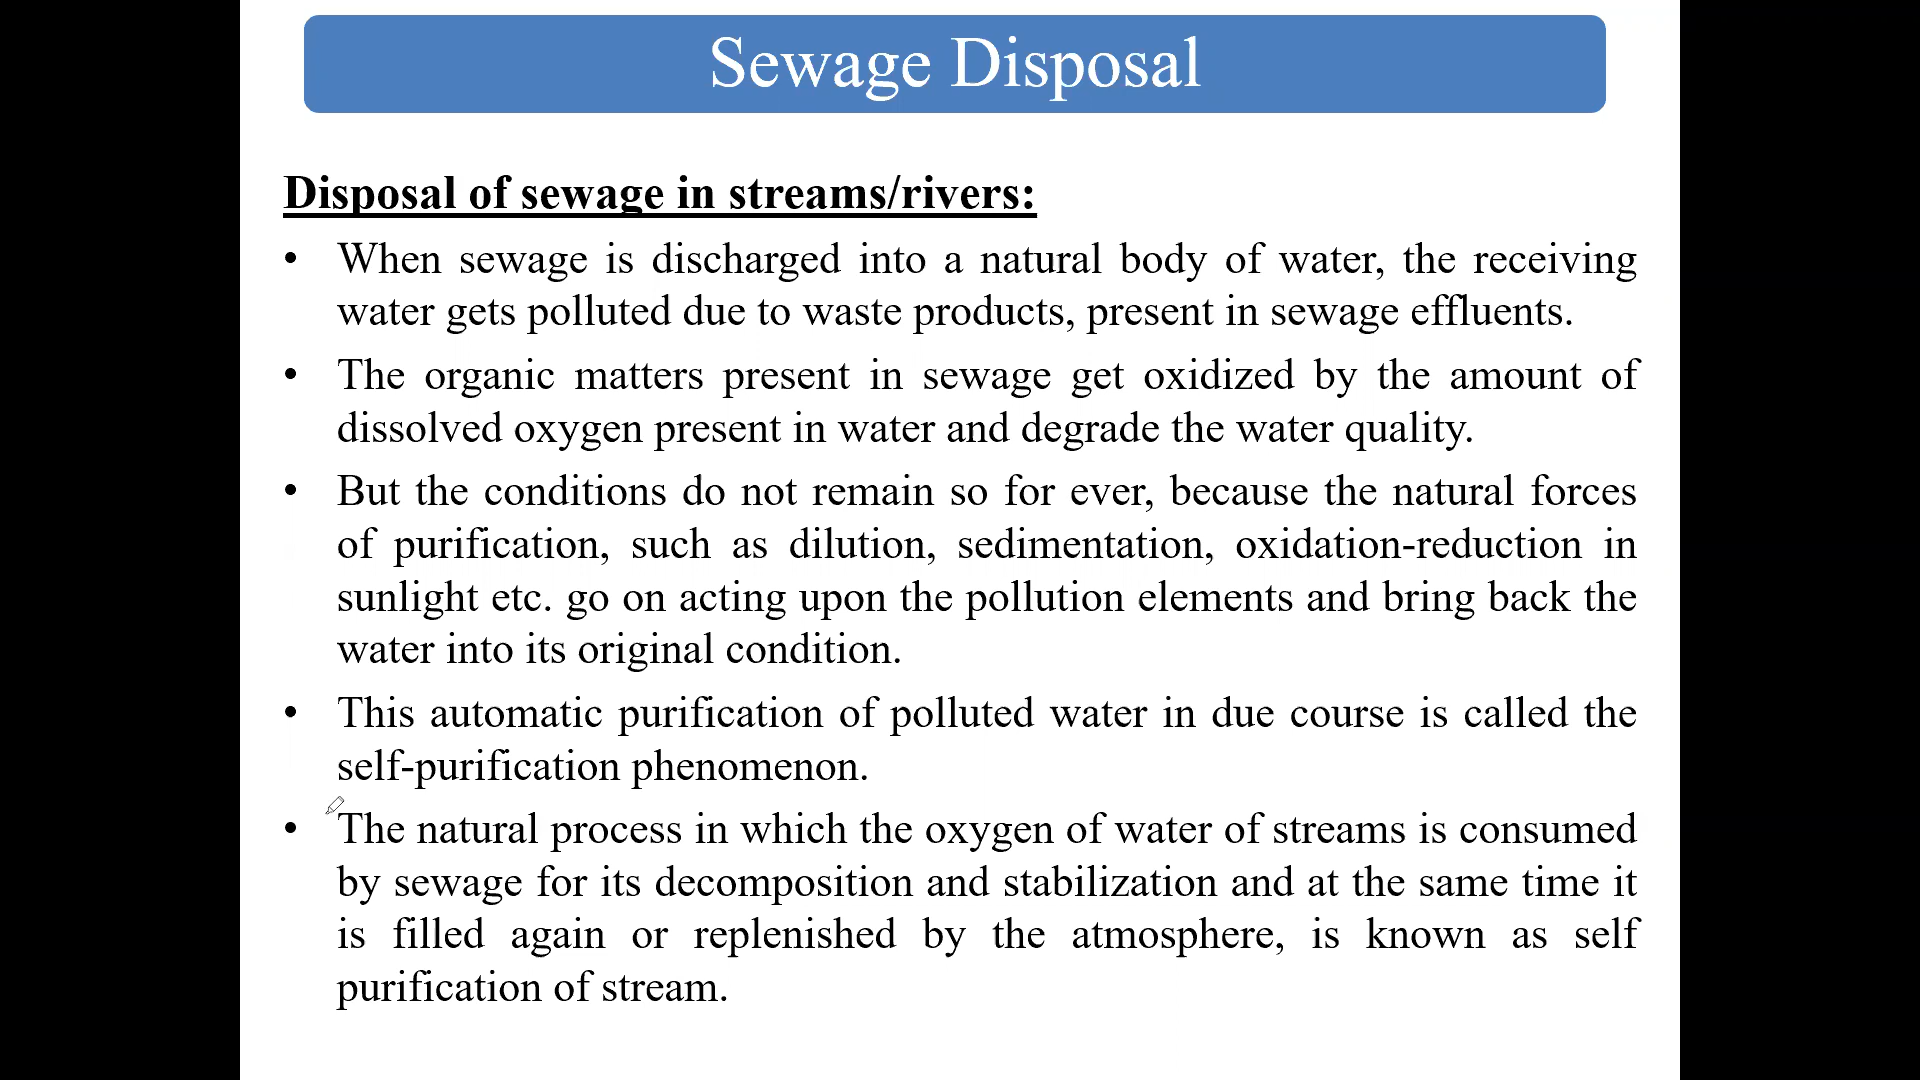 Sewage Disposal
Disposal of sewage in streams/rivers:
• When sewage is discharged into a natural body of water, the receiving
water gets polluted due to waste products, present in sewage effluents.
• The organic matters present in sewage get oxidized by the amount of
dissolved oxygen present in water and degrade the water quality.
• But the conditions do not remain so for ever, because the natural forces
of purification, such as dilution, sedimentation, oxidation-reduction in
sunlight etc. go on acting upon the pollution elements and bring back the
water into its original condition.
• This automatic purification of polluted water in due course is called the
self-purification phenomenon.
• The natural process in which the oxygen of water of streams is consumed
by sewage for its decomposition and stabilization and at the same time it
is filled again or replenished by the atmosphere, is known as self
purification of stream.